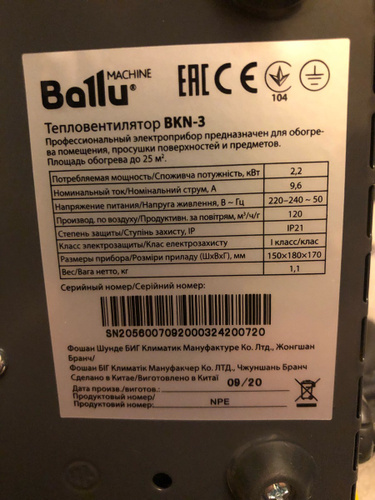 MACHINE
Ballu®
EAC CE
104
Тепловентилятор BKN-3
Профессиональный электроприбор предназначен для обогре-
ва помещения, просушки поверхностей и предметов.
Площадь обогрева до 25 м².
Потребляемая мощность/Споживча потужність, кВт 2,2
Номинальный ток/Номінальний струм, А 9,6
Напряжение питания/Напруга живлення, В ~ Гц 220-240 ~ 50
Производ. по воздуху/Продуктивн. за повітрям, м³/ч/г 120
Степень защиты/Ступінь захисту, IP IP21
Класс электрозащиты/Клас електрозахисту I класс/клас
Размеры прибора/Розміри приладу (ШхВхГ), мм 150×180×170
Вес/Вага нетто, кг 1,1
Серийный номер/Серійний номер:
SN2056007092000324200720
Фошан Шунде БИГ Климатик Мануфактуре Ко. Лтд., Жонгшан
Бранч/
Фошан БІГ Кліматік Мануфакчер Ко. Лтд., Чжуншань Бранч
Сделано в Китае/Виготовлено в Китаї
Дата произв./виготов.: 09/20
Продуктовый номер/
Продуктовий номер: NPE